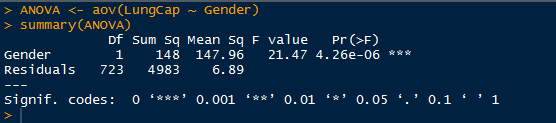 > ANOVA <- aov(LungCap ~ Gender)
> summary(ANOVA)
             Df Sum Sq Mean Sq F value   Pr(>F)
Gender        1    148  147.96   21.47 4.26e-06 ***
Residuals   723   4983    6.89
---
Signif. codes:  0 ‘***’ 0.001 ‘**’ 0.01 ‘*’ 0.05 ‘.’ 0.1 ‘ ’ 1
>